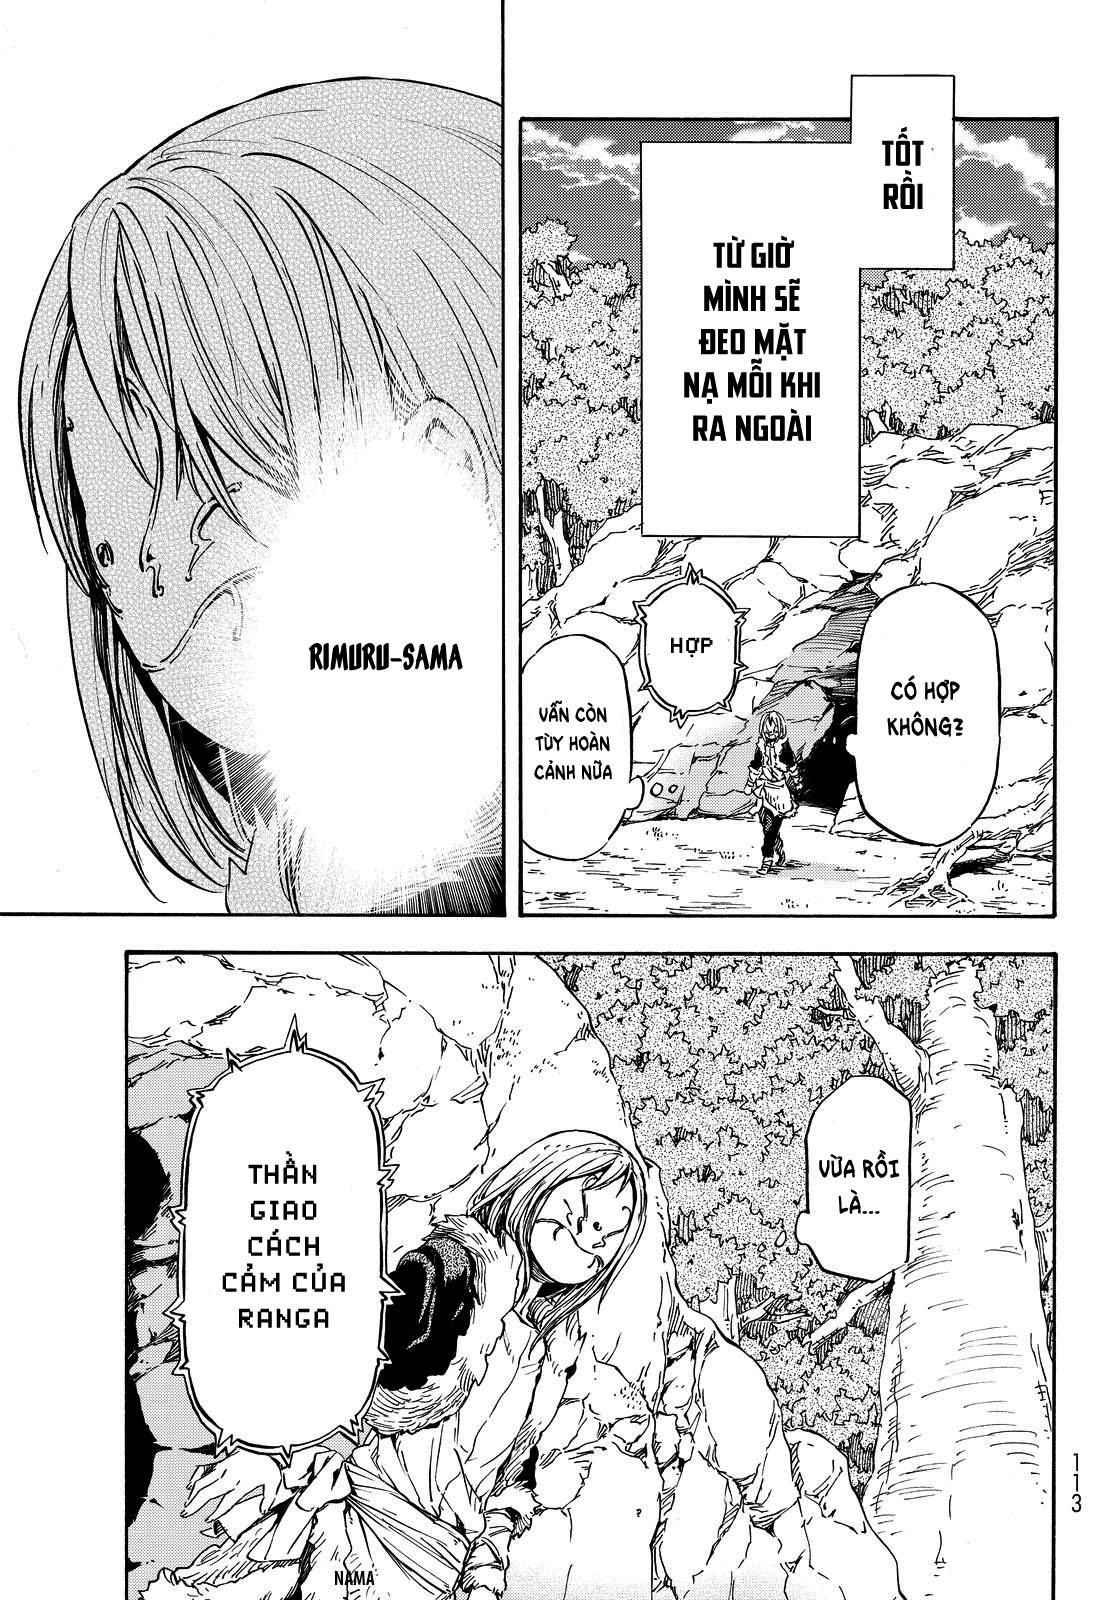 TỐT
RỒI
TỪ GIỜ
MÌNH SẼ
ĐEO MẶT
NẠ MỖI KHI
RA NGOÀI
CÓ HỢP
KHÔNG?
HỢP
VẪN CÒN
TÙY HOÀN
CẢNH NỮA
RIMURU-SAMA
VỪA RỒI
LÀ...
THẦN
GIAO
CÁCH
CẢM CỦA
RANGA
?
NAMA
113